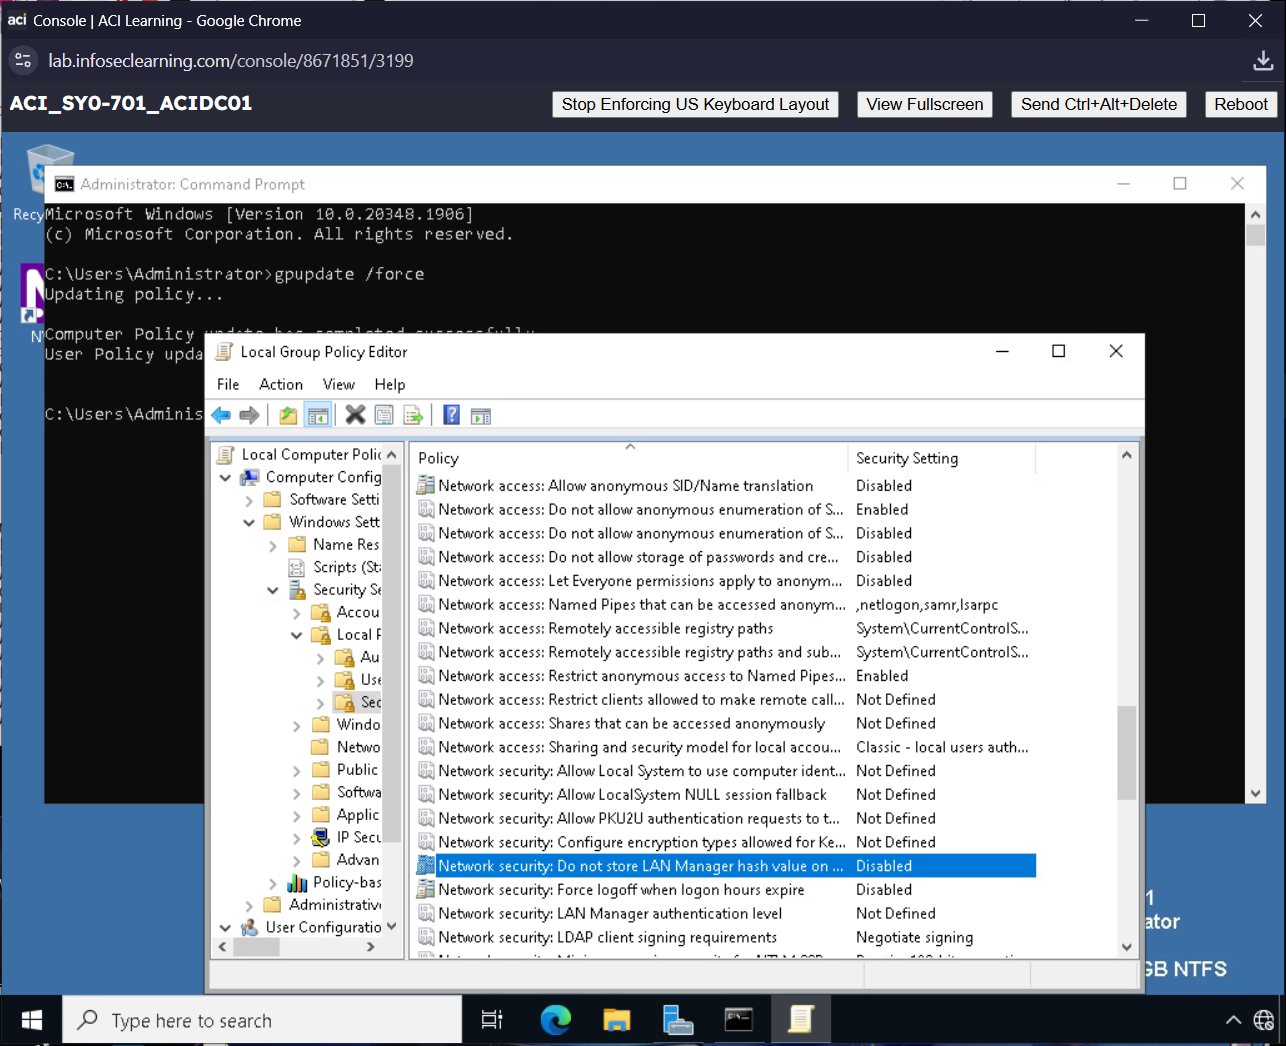 aci Console | ACI Learning - Google Chrome
lab.infoseclearning.com/console/8671851/3199
ACI_SY0-701_ACIDC01
Stop Enforcing US Keyboard Layout
View Fullscreen
Send Ctrl+Alt+Delete
Reboot
Recy
Administrator: Command Prompt
Microsoft Windows [Version 10.0.20348.1906]
(c) Microsoft Corporation. All rights reserved.
C:\Users\Administrator>gpupdate /force
Updating policy...
Computer Policy update has completed successfully.
User Policy upda
C:\Users\Adminis
Local Group Policy Editor
File Action View Help
Local Computer Polic
Computer Config
Software Setti
Windows Sett
Name Res
Scripts (Sta
Security Se
Accou
Local P
Au
Use
Sec
Windo
Netwo
Public
Softwa
Applic
IP Secu
Advan
Policy-bas
Administrative
User Configuratio
Policy Security Setting
Network access: Allow anonymous SID/Name translation Disabled
Network access: Do not allow anonymous enumeration of S... Enabled
Network access: Do not allow anonymous enumeration of S... Disabled
Network access: Do not allow storage of passwords and cre... Disabled
Network access: Let Everyone permissions apply to anonym... Disabled
Network access: Named Pipes that can be accessed anonym... ,netlogon,samr,lsarpc
Network access: Remotely accessible registry paths System\CurrentControlS...
Network access: Remotely accessible registry paths and sub... System\CurrentControlS...
Network access: Restrict anonymous access to Named Pipes... Enabled
Network access: Restrict clients allowed to make remote call... Not Defined
Network access: Shares that can be accessed anonymously Not Defined
Network access: Sharing and security model for local accou... Classic - local users auth...
Network security: Allow Local System to use computer ident... Not Defined
Network security: Allow LocalSystem NULL session fallback Not Defined
Network security: Allow PKU2U authentication requests to t... Not Defined
Network security: Configure encryption types allowed for Ke... Not Defined
Network security: Do not store LAN Manager hash value on ... Disabled
Network security: Force logoff when logon hours expire Disabled
Network security: LAN Manager authentication level Not Defined
Network security: LDAP client signing requirements Negotiate signing
1
ator
GB NTFS
Type here to search